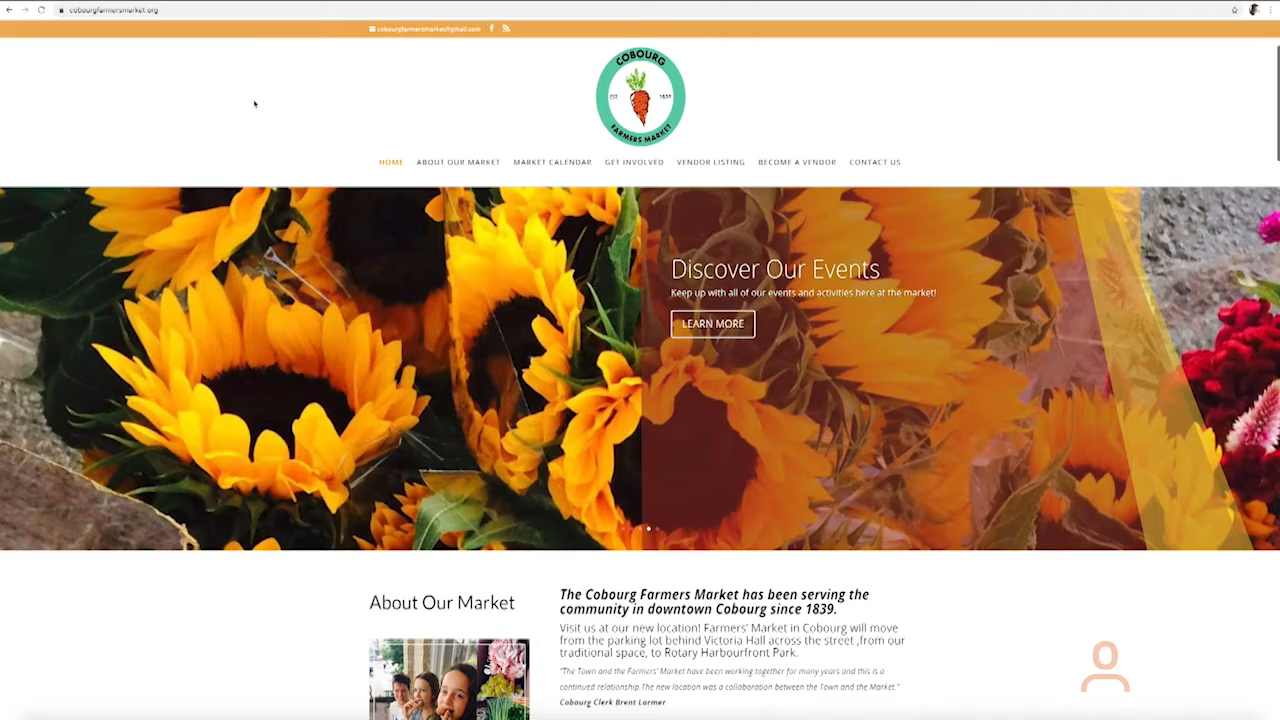 cobourgfarmersmarket.org
cobourgfarmersmarket@gmail.com
COBOURG
EST. 1839
FARMERS MARKET
HOME ABOUT OUR MARKET MARKET CALENDAR GET INVOLVED VENDOR LISTING BECOME A VENDOR CONTACT US
Discover Our Events
Keep up with all of our events and activities here at the market!
LEARN MORE
About Our Market
The Cobourg Farmers Market has been serving the
community in downtown Cobourg since 1839.
Visit us at our new location! Farmers' Market in Cobourg will move
from the parking lot behind Victoria Hall across the street ,from our
traditional space, to Rotary Harbourfront Park.
"The Town and the Farmers' Market have been working together for many years and this is a
continued relationship.The new location was a collaboration between the Town and the Market."
Cobourg Clerk Brent Larmer